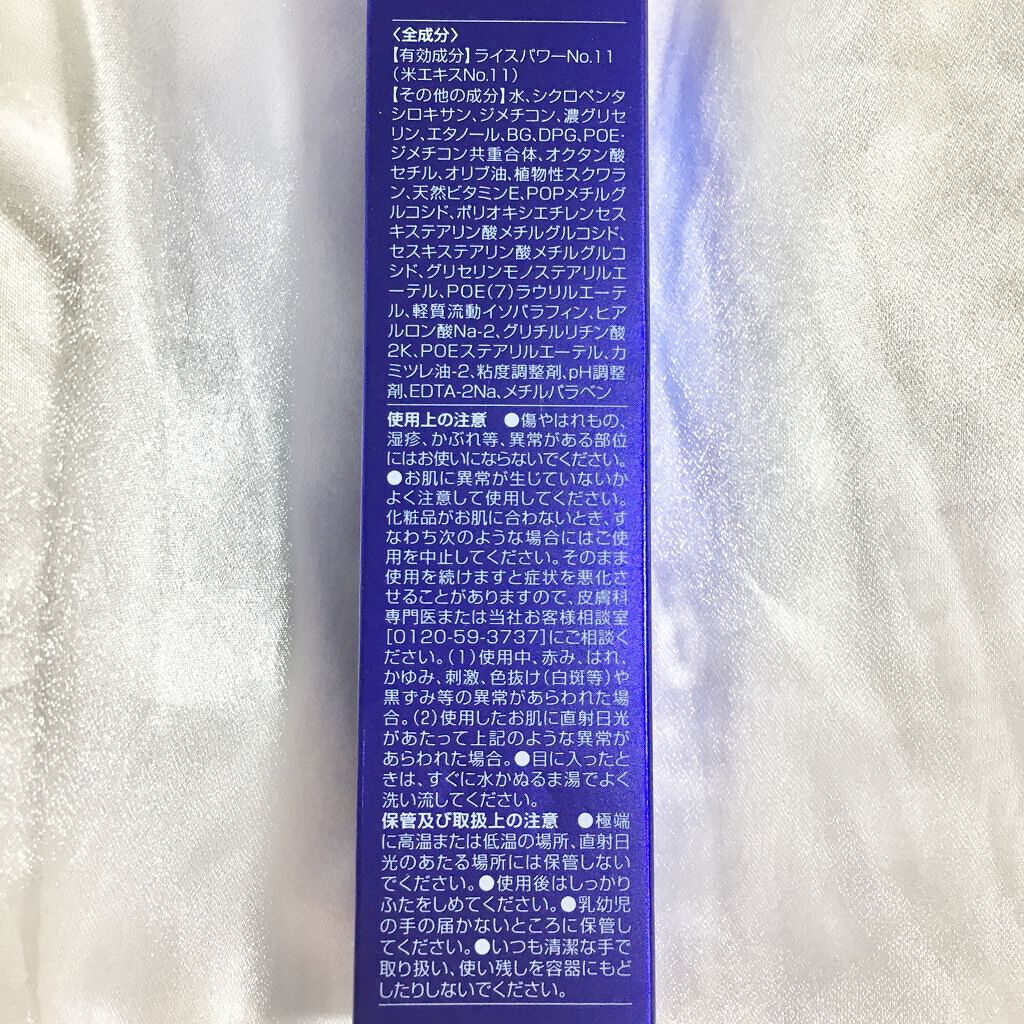 〈全成分〉
【有効成分】ライスパワーNo.11
(米エキスNo.11)
【その他の成分】水、シクロペンタ
シロキサン、ジメチコン、濃グリセ
リン、エタノール、BG、DPG、POE・
ジメチコン共重合体、オクタン酸
セチル、オリブ油、植物性スクワラ
ン、天然ビタミンE、POPメチルグ
ルコシド、ポリオキシエチレンセス
キステアリン酸メチルグルコシド、
セスキステアリン酸メチルグルコ
シド、グリセリンモノステアリルエ
ーテル、POE(7)ラウリルエーテ
ル、軽質流動イソパラフィン、ヒア
ルロン酸Na-2、グリチルリチン酸
2K、POEステアリルエーテル、カ
ミツレ油-2、粘度調整剤、pH調整
剤、EDTA-2Na、メチルパラベン
使用上の注意 ●傷やはれもの、
湿疹、かぶれ等、異常がある部位
にはお使いにならないでください。
●お肌に異常が生じていないか
よく注意して使用してください。
化粧品がお肌に合わないとき、す
なわち次のような場合にはご使
用を中止してください。そのまま
使用を続けますと症状を悪化さ
せることがありますので、皮膚科
専門医または当社お客様相談室
[0120-59-3737]にご相談く
ださい。(1)使用中、赤み、はれ、
かゆみ、刺激、色抜け(白斑等)や
黒ずみ等の異常があらわれた場
合。(2)使用したお肌に直射日光
があたって上記のような異常が
あらわれた場合。●目に入ったと
きは、すぐに水かぬるま湯でよく
洗い流してください。
保管及び取扱上の注意 ●極端
に高温または低温の場所、直射日
光のあたる場所には保管しない
でください。●使用後はしっかり
ふたをしめてください。●乳幼児
の手の届かないところに保管し
てください。●いつも清潔な手で
取り扱い、使い残しを容器にもど
したりしないでください。